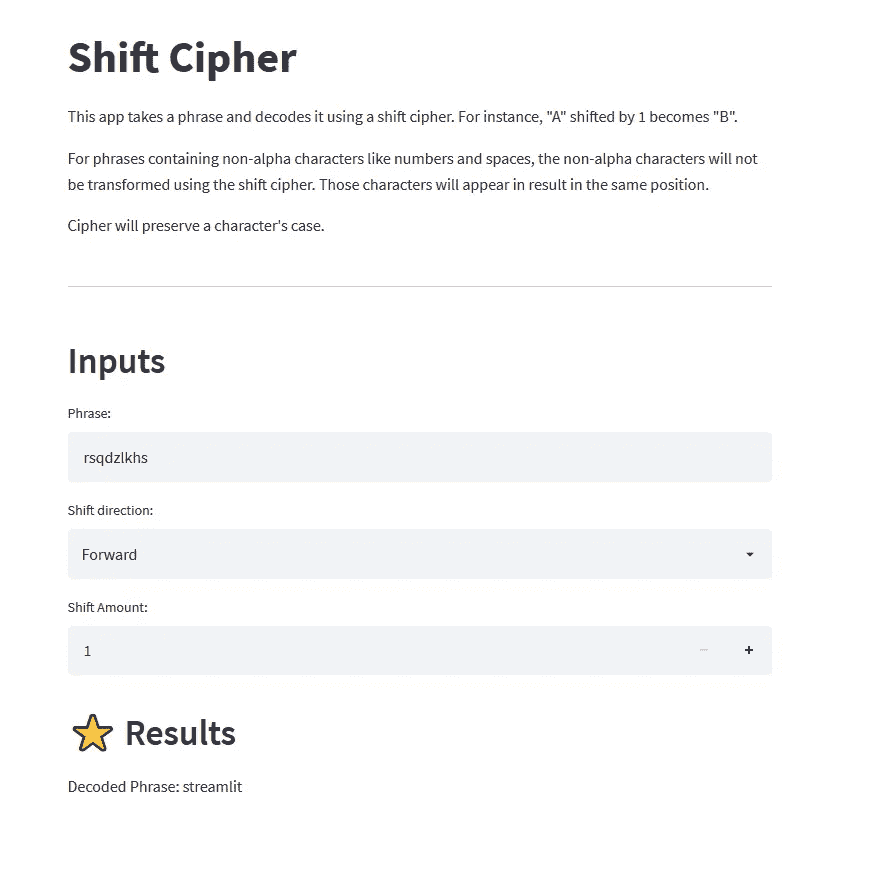 Shift Cipher
This app takes a phrase and decodes it using a shift cipher. For instance, "A" shifted by 1 becomes "B".
For phrases containing non-alpha characters like numbers and spaces, the non-alpha characters will not
be transformed using the shift cipher. Those characters will appear in result in the same position.
Cipher will preserve a character's case.
Inputs
Phrase:
rsqdzlkhs
Shift direction:
Forward
Shift Amount:
1
Results
Decoded Phrase: streamlit